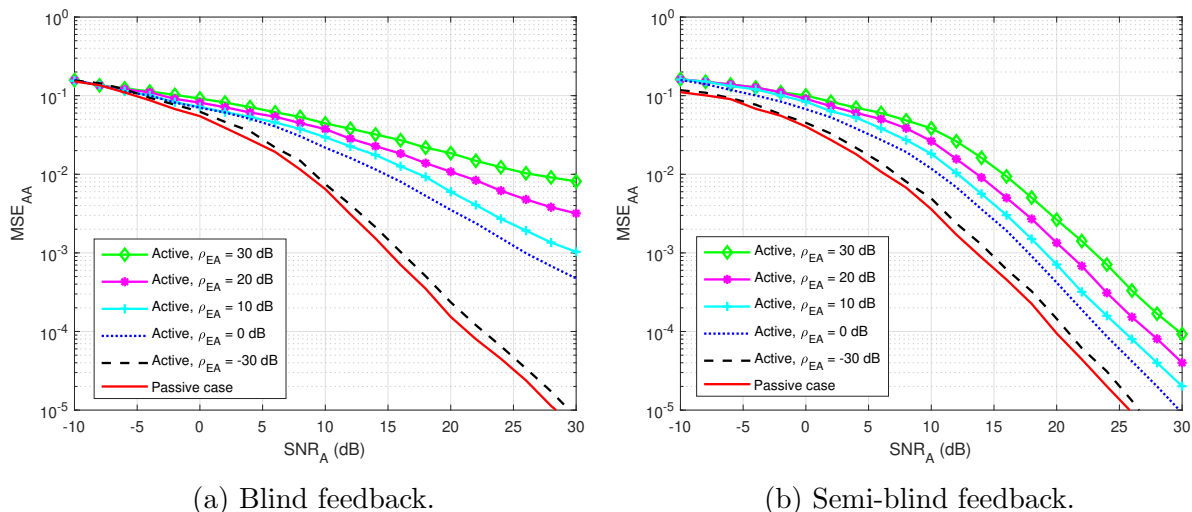 10^0
10^-1
10^-2
10^-3
10^-4
10^-5
MSE_AA
-10 -5 0 5 10 15 20 25 30
SNR_A (dB)
Active, ρ_EA = 30 dB
Active, ρ_EA = 20 dB
Active, ρ_EA = 10 dB
Active, ρ_EA = 0 dB
Active, ρ_EA = -30 dB
Passive case
(a) Blind feedback.
10^0
10^-1
10^-2
10^-3
10^-4
10^-5
MSE_AA
-10 -5 0 5 10 15 20 25 30
SNR_A (dB)
Active, ρ_EA = 30 dB
Active, ρ_EA = 20 dB
Active, ρ_EA = 10 dB
Active, ρ_EA = 0 dB
Active, ρ_EA = -30 dB
Passive case
(b) Semi-blind feedback.